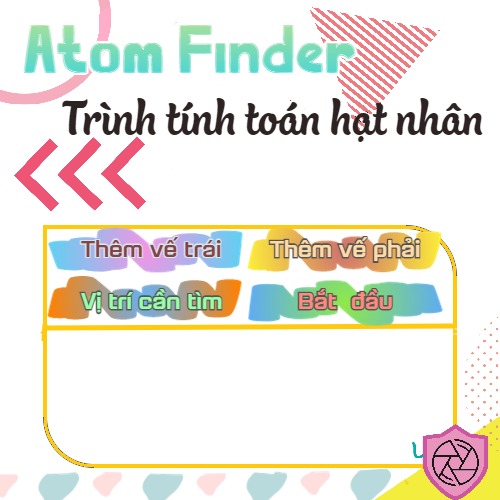 Atom Finder
Trình tính toán hạt nhân
Thêm vế trái
Thêm vế phải
Vị trí cần tìm
Bắt đầu